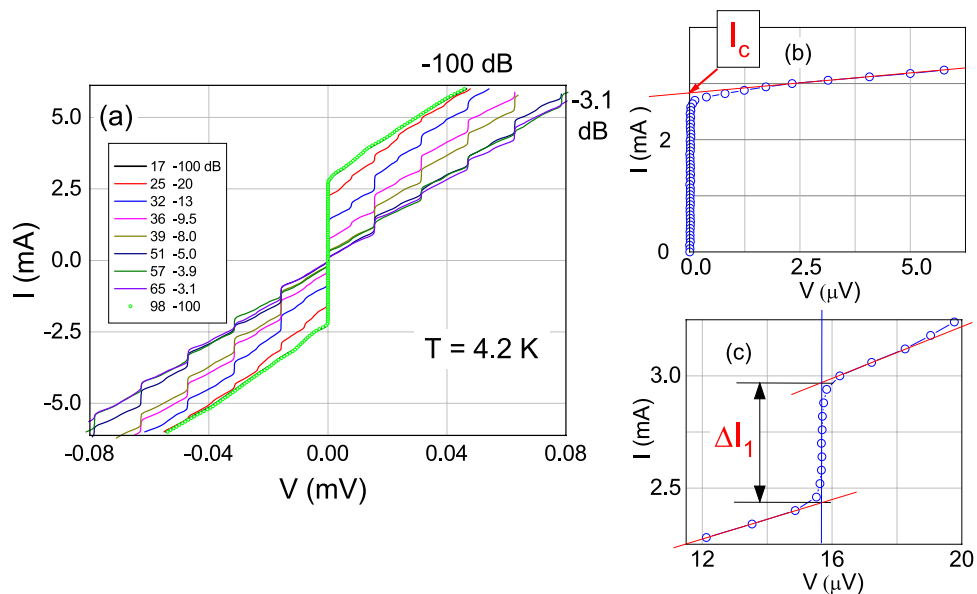 -100 dB
(a)
-3.1
dB
17 -100 dB
25 -20
32 -13
36 -9.5
39 -8.0
51 -5.0
57 -3.9
65 -3.1
98 -100
T = 4.2 K
5.0
2.5
0.0
-2.5
-5.0
I (mA)
-0.08 -0.04 0.00 0.04 0.08
V (mV)
I_c
(b)
2
0
I (mA)
0.0 2.5 5.0
V (μV)
(c)
ΔI₁
3.0
2.5
I (mA)
12 16 20
V (μV)